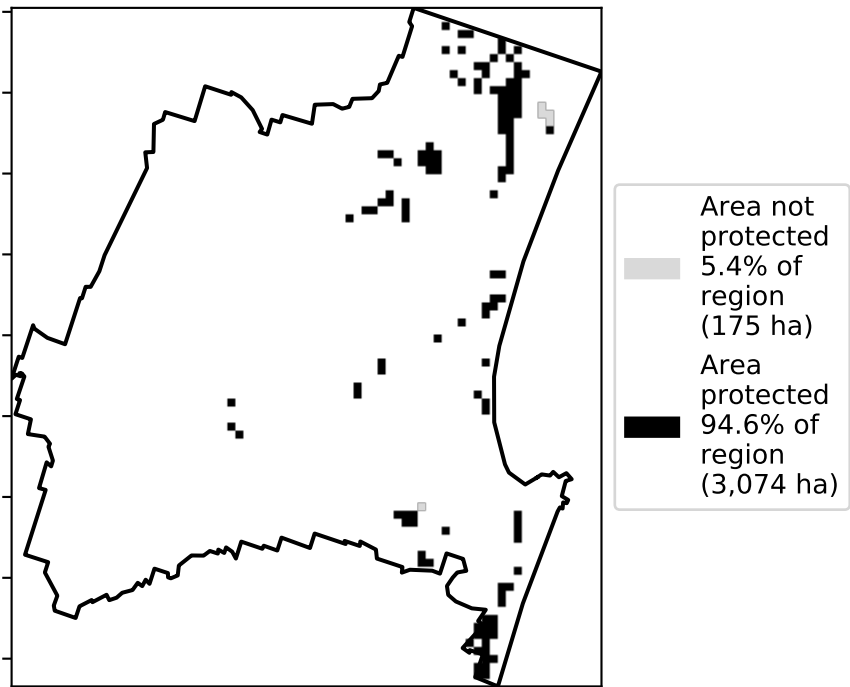 Area not
protected
5.4% of
region
(175 ha)
Area
protected
94.6% of
region
(3,074 ha)